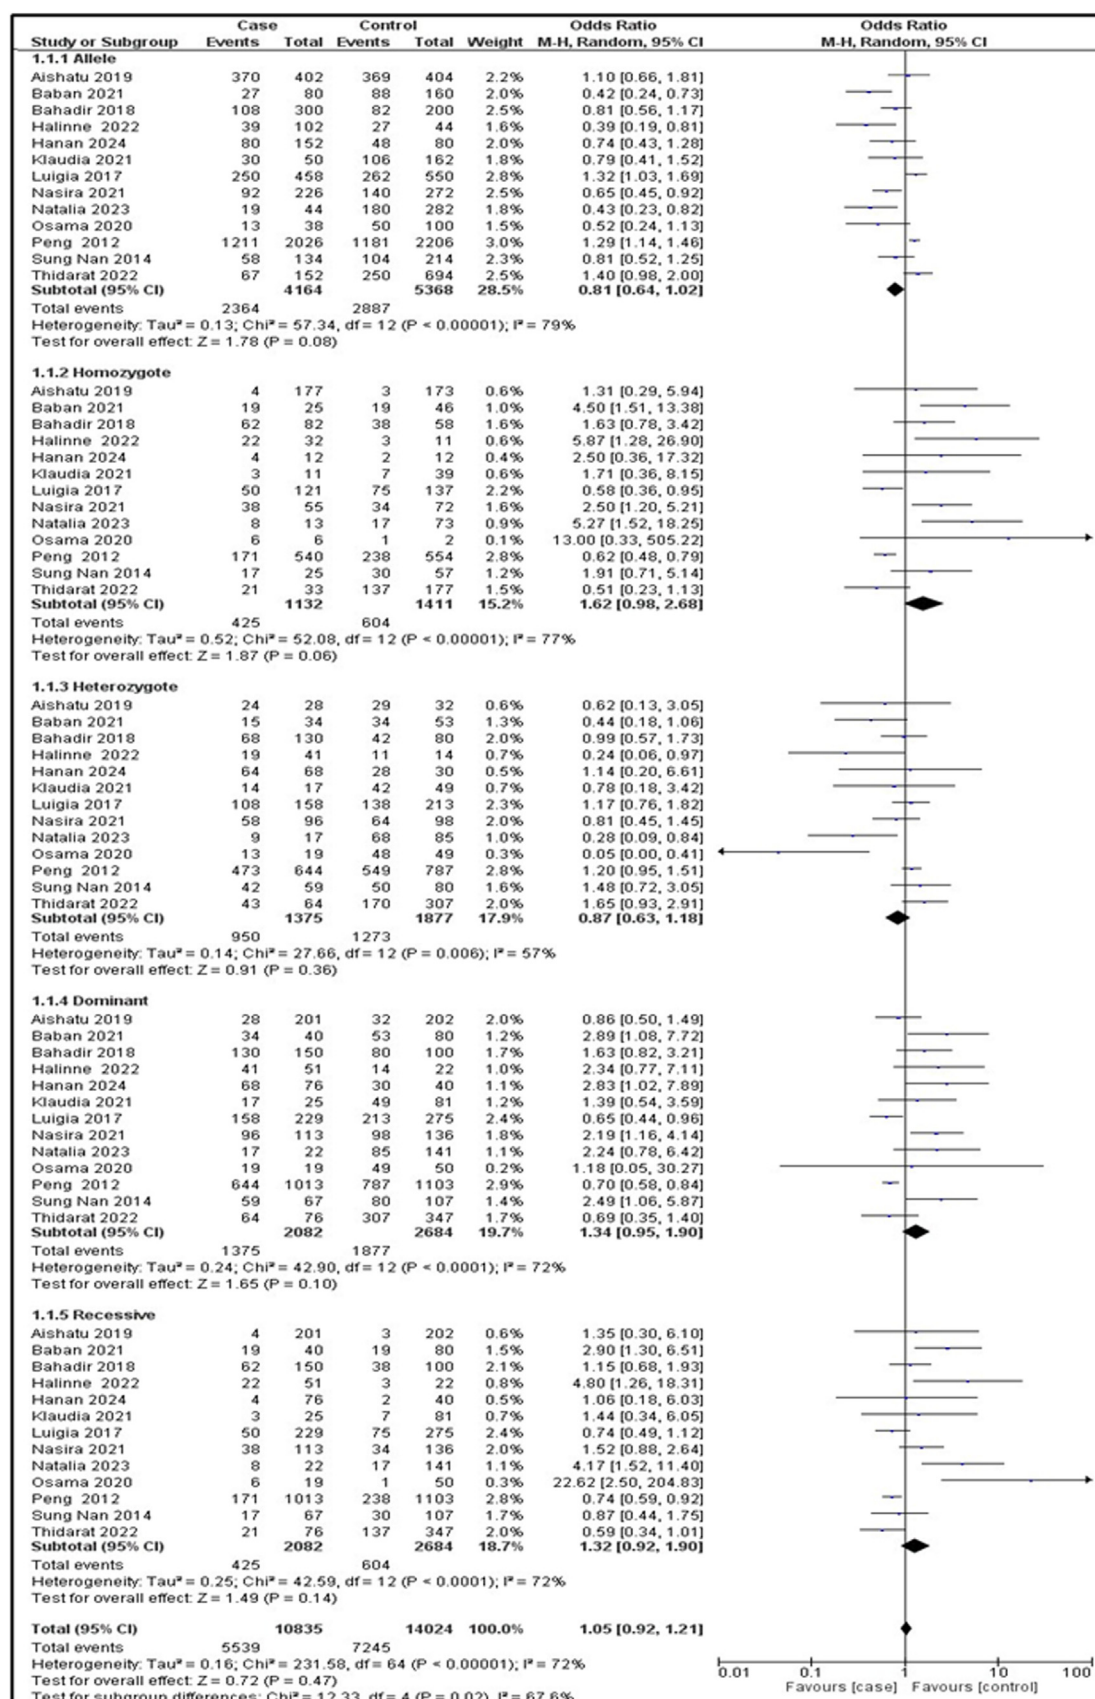 Case Control Odds Ratio Odds Ratio
Study or Subgroup Events Total Events Total Weight M-H, Random, 95% CI M-H, Random, 95% CI
1.1.1 Allele
Aishatu 2019 370 402 369 404 2.2% 1.10 [0.66, 1.81]
Baban 2021 27 80 88 160 2.0% 0.42 [0.24, 0.73]
Bahadir 2018 108 300 82 200 2.5% 0.81 [0.56, 1.17]
Halinne 2022 39 102 27 44 1.6% 0.39 [0.19, 0.81]
Hanan 2024 80 152 48 80 2.0% 0.74 [0.43, 1.28]
Klaudia 2021 30 50 106 162 1.8% 0.79 [0.41, 1.52]
Luigia 2017 250 458 262 550 2.8% 1.32 [1.03, 1.69]
Nasira 2021 92 226 140 272 2.5% 0.65 [0.45, 0.92]
Natalia 2023 19 44 180 282 1.8% 0.43 [0.23, 0.82]
Osama 2020 13 38 50 100 1.5% 0.52 [0.24, 1.13]
Peng 2012 1211 2026 1181 2206 3.0% 1.29 [1.14, 1.46]
Sung Nan 2014 58 134 104 214 2.3% 0.81 [0.52, 1.25]
Thidarat 2022 67 152 250 694 2.5% 1.40 [0.98, 2.00]
Subtotal (95% CI) 4164 5368 28.5% 0.81 [0.64, 1.02]
Total events 2364 2887
Heterogeneity: Tau² = 0.13; Chi² = 57.34, df = 12 (P < 0.00001); I² = 79%
Test for overall effect: Z = 1.78 (P = 0.08)
1.1.2 Homozygote
Aishatu 2019 4 177 3 173 0.6% 1.31 [0.29, 5.94]
Baban 2021 19 25 19 46 1.0% 4.50 [1.51, 13.38]
Bahadir 2018 62 82 38 58 1.6% 1.63 [0.78, 3.42]
Halinne 2022 22 32 3 11 0.6% 5.87 [1.28, 26.90]
Hanan 2024 4 12 2 12 0.4% 2.50 [0.36, 17.32]
Klaudia 2021 3 11 7 39 0.6% 1.71 [0.36, 8.15]
Luigia 2017 50 121 75 137 2.2% 0.58 [0.36, 0.95]
Nasira 2021 38 55 34 72 1.6% 2.50 [1.20, 5.21]
Natalia 2023 8 13 17 73 0.9% 5.27 [1.52, 18.25]
Osama 2020 6 6 1 2 0.1% 13.00 [0.33, 505.22]
Peng 2012 171 540 238 554 2.8% 0.62 [0.48, 0.79]
Sung Nan 2014 17 25 30 57 1.2% 1.91 [0.71, 5.14]
Thidarat 2022 21 33 137 177 1.5% 0.51 [0.23, 1.13]
Subtotal (95% CI) 1132 1411 15.2% 1.62 [0.98, 2.68]
Total events 425 604
Heterogeneity: Tau² = 0.52; Chi² = 52.08, df = 12 (P < 0.00001); I² = 77%
Test for overall effect: Z = 1.87 (P = 0.06)
1.1.3 Heterozygote
Aishatu 2019 24 28 29 32 0.6% 0.62 [0.13, 3.05]
Baban 2021 15 34 34 53 1.3% 0.44 [0.18, 1.06]
Bahadir 2018 68 130 42 80 2.0% 0.99 [0.57, 1.73]
Halinne 2022 19 41 11 14 0.7% 0.24 [0.06, 0.97]
Hanan 2024 64 68 28 30 0.5% 1.14 [0.20, 6.61]
Klaudia 2021 14 17 42 49 0.7% 0.78 [0.18, 3.42]
Luigia 2017 108 158 138 213 2.3% 1.17 [0.76, 1.82]
Nasira 2021 58 96 64 98 1.9% 0.81 [0.45, 1.45]
Natalia 2023 9 17 68 85 1.0% 0.28 [0.09, 0.84]
Osama 2020 13 19 48 49 0.3% 0.05 [0.00, 0.41]
Peng 2012 473 644 549 787 2.8% 1.20 [0.95, 1.51]
Sung Nan 2014 42 59 50 80 1.6% 1.48 [0.72, 3.05]
Thidarat 2022 43 64 170 307 2.0% 1.65 [0.93, 2.91]
Subtotal (95% CI) 1375 1877 17.9% 0.87 [0.63, 1.18]
Total events 950 1273
Heterogeneity: Tau² = 0.14; Chi² = 27.66, df = 12 (P = 0.006); I² = 57%
Test for overall effect: Z = 0.91 (P = 0.36)
1.1.4 Dominant
Aishatu 2019 28 201 32 202 2.0% 0.86 [0.50, 1.49]
Baban 2021 34 40 53 80 1.2% 2.89 [1.08, 7.72]
Bahadir 2018 130 150 80 100 1.7% 1.63 [0.82, 3.21]
Halinne 2022 41 51 14 22 1.0% 2.34 [0.77, 7.11]
Hanan 2024 68 76 30 40 1.1% 2.83 [1.02, 7.89]
Klaudia 2021 17 25 49 81 1.2% 1.39 [0.54, 3.59]
Luigia 2017 158 229 213 275 2.4% 0.65 [0.44, 0.96]
Nasira 2021 96 113 98 136 1.8% 2.19 [1.16, 4.14]
Natalia 2023 17 22 85 141 1.1% 2.24 [0.78, 6.42]
Osama 2020 19 19 49 50 0.2% 1.18 [0.05, 30.27]
Peng 2012 644 1013 787 1103 2.9% 0.70 [0.58, 0.84]
Sung Nan 2014 59 67 80 107 1.4% 2.49 [1.06, 5.87]
Thidarat 2022 64 76 307 347 1.7% 0.69 [0.35, 1.40]
Subtotal (95% CI) 2082 2684 19.7% 1.34 [0.95, 1.90]
Total events 1375 1877
Heterogeneity: Tau² = 0.24; Chi² = 42.90, df = 12 (P < 0.0001); I² = 72%
Test for overall effect: Z = 1.65 (P = 0.10)
1.1.5 Recessive
Aishatu 2019 4 201 3 202 0.6% 1.35 [0.30, 6.10]
Baban 2021 19 40 19 80 1.5% 2.90 [1.30, 6.51]
Bahadir 2018 62 150 38 100 2.1% 1.15 [0.68, 1.93]
Halinne 2022 22 51 3 22 0.8% 4.80 [1.26, 18.31]
Hanan 2024 4 76 2 40 0.5% 1.06 [0.18, 6.03]
Klaudia 2021 3 25 7 81 0.7% 1.44 [0.34, 6.05]
Luigia 2017 50 229 75 275 2.4% 0.74 [0.49, 1.12]
Nasira 2021 38 113 34 136 2.0% 1.52 [0.88, 2.64]
Natalia 2023 8 22 17 141 1.1% 4.17 [1.52, 11.40]
Osama 2020 6 19 1 50 0.3% 22.62 [2.50, 204.83]
Peng 2012 171 1013 238 1103 2.8% 0.74 [0.59, 0.92]
Sung Nan 2014 17 67 30 107 1.7% 0.87 [0.44, 1.75]
Thidarat 2022 21 76 137 347 2.0% 0.59 [0.34, 1.01]
Subtotal (95% CI) 2082 2684 18.7% 1.32 [0.92, 1.90]
Total events 425 604
Heterogeneity: Tau² = 0.25; Chi² = 42.59, df = 12 (P < 0.0001); I² = 72%
Test for overall effect: Z = 1.49 (P = 0.14)
Total (95% CI) 10835 14024 100.0% 1.05 [0.92, 1.21]
Total events 5539 7245
Heterogeneity: Tau² = 0.16; Chi² = 231.58, df = 64 (P < 0.00001); I² = 72%
Test for overall effect: Z = 0.72 (P = 0.47)
Test for subgroup differences: Chi² = 12.33, df = 4 (P = 0.02), I² = 67.6%
0.01 0.1 1 10 100
Favours [case] Favours [control]